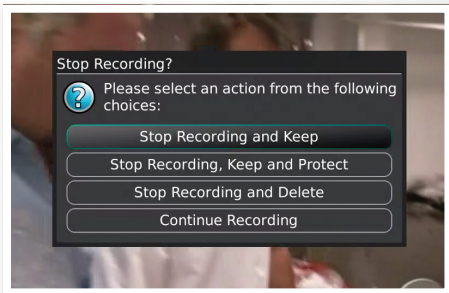 Stop Recording?
Please select an action from the following
choices:
Stop Recording and Keep
Stop Recording, Keep and Protect
Stop Recording and Delete
Continue Recording